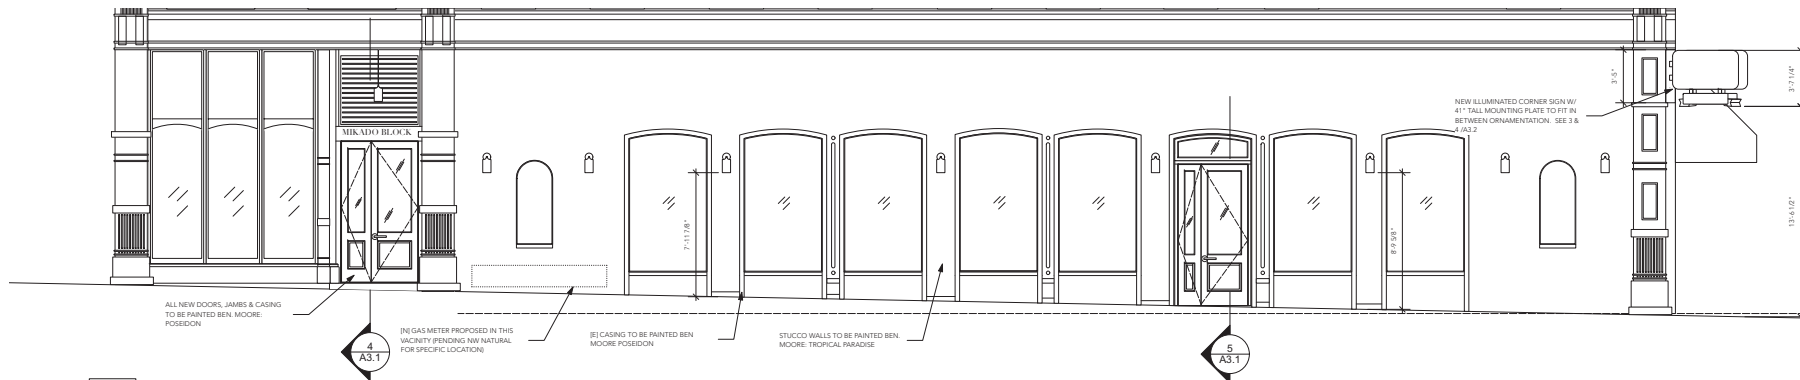 MIKADO BLOCK
NEW ILLUMINATED CORNER SIGN W/
41" TALL MOUNTING PLATE TO FIT IN
BETWEEN ORNAMENTATION. SEE 3 &
4 /A3.2
3'-5"
3'-7 1/4"
13'-6 1/2"
7'-11 7/8"
8'-9 5/8"
ALL NEW DOORS, JAMBS & CASING
TO BE PAINTED BEN. MOORE:
POSEIDON
4
A3.1
[N] GAS METER PROPOSED IN THIS
VACINITY (PENDING NW NATURAL
FOR SPECIFIC LOCATION)
[E] CASING TO BE PAINTED BEN
MOORE POSEIDON
STUCCO WALLS TO BE PAINTED BEN.
MOORE: TROPICAL PARADISE
5
A3.1